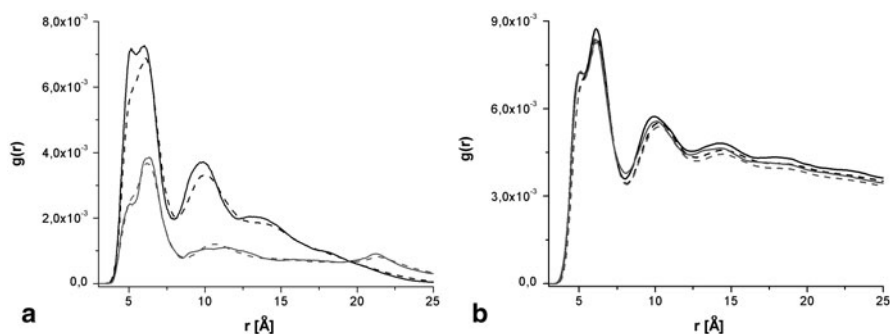 8,0x10⁻³
6,0x10⁻³
4,0x10⁻³
2,0x10⁻³
0,0
g(r)
5 10 15 20 25
r [Å]
a
9,0x10⁻³
6,0x10⁻³
3,0x10⁻³
0,0
g(r)
5 10 15 20 25
r [Å]
b